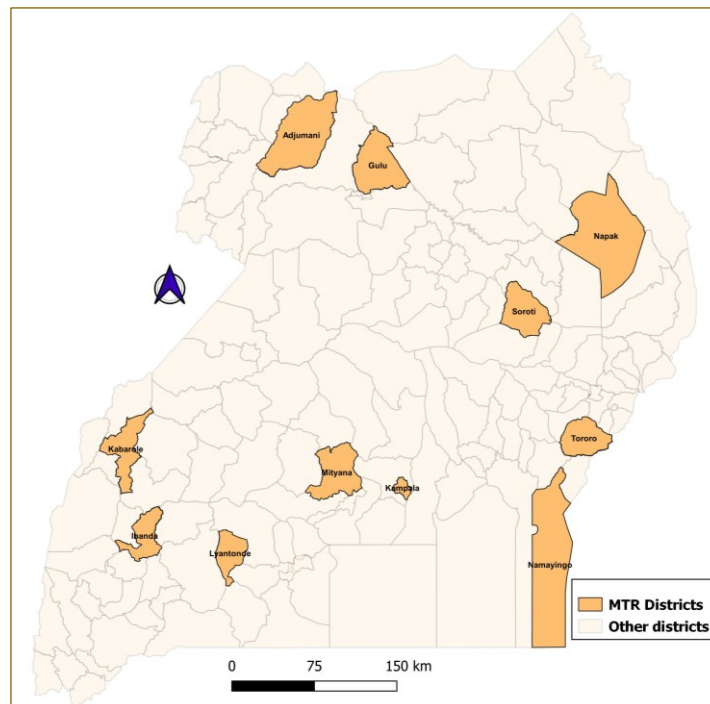 Adjumani
Gulu
Napak
Soroti
Kabarole
Tororo
Mityana
Kampala
Ibanda
Lyantonde
Namayingo
MTR Districts
Other districts
0 75 150 km